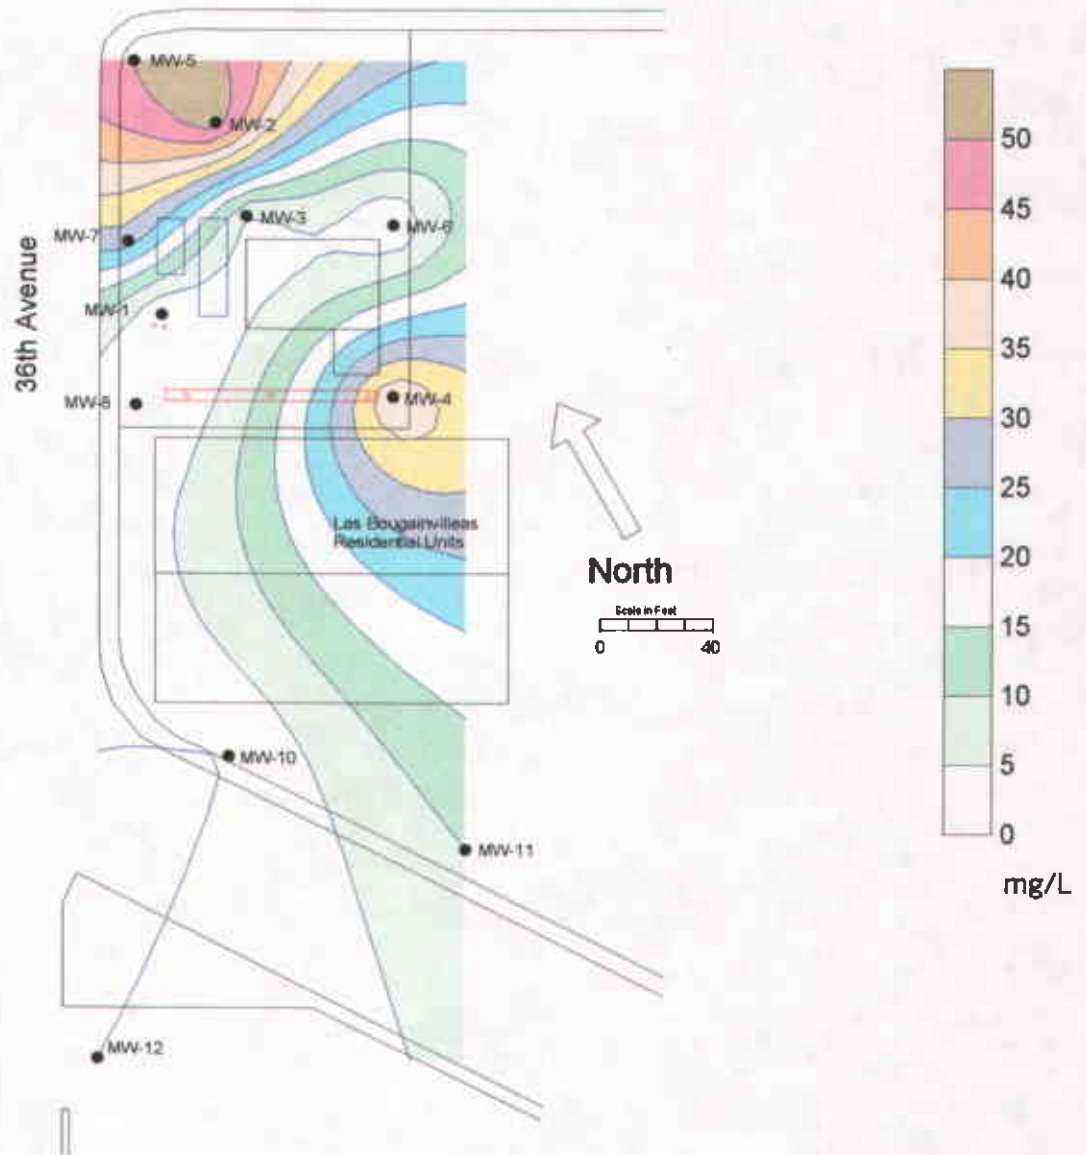 MW-5
MW-2
MW-3
MW-6
MW-7
36th Avenue
MW-1
MW-8
MW-4
Las Bougainvilleas
Residential Units
North
Scale in Feet
0 40
MW-10
MW-11
MW-12
50
45
40
35
30
25
20
15
10
5
0
mg/L